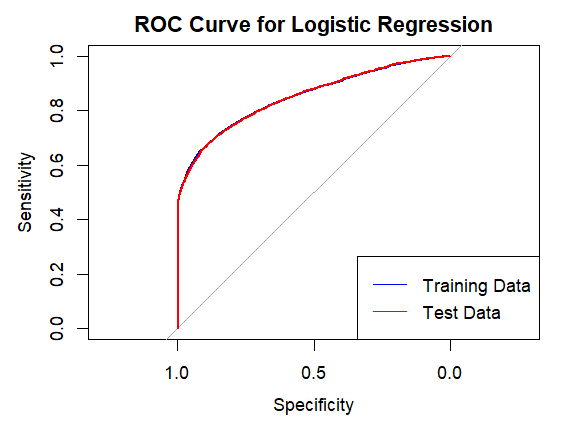 ROC Curve for Logistic Regression
Sensitivity
1.0
0.8
0.6
0.4
0.2
0.0
Training Data
Test Data
1.0 0.5 0.0
Specificity